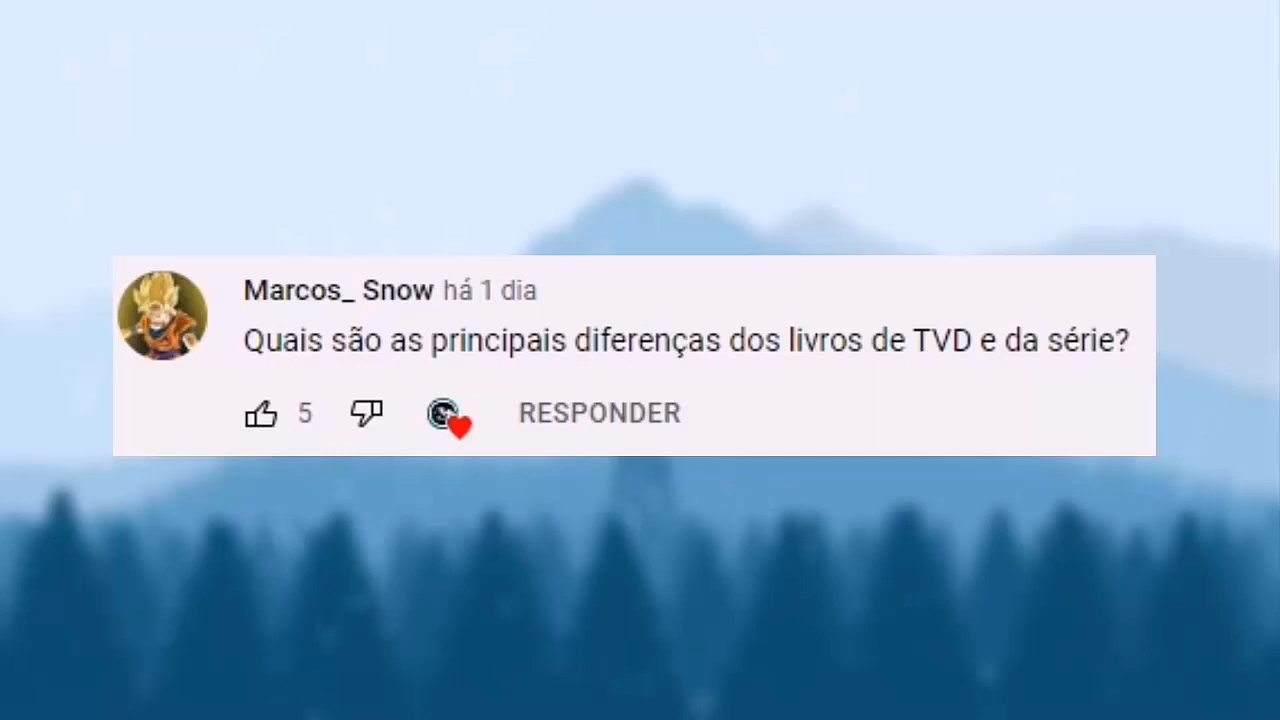 Marcos_ Snow há 1 dia
Quais são as principais diferenças dos livros de TVD e da série?
5 RESPONDER